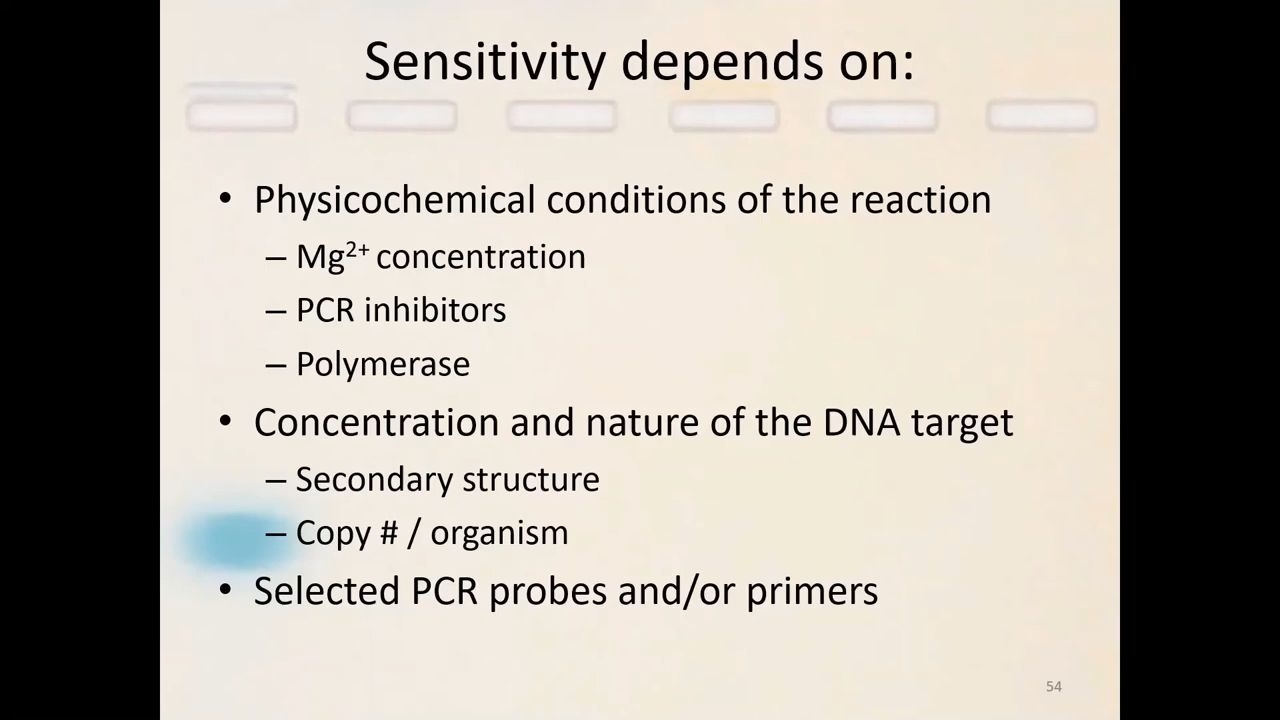 Sensitivity depends on:
• Physicochemical conditions of the reaction
– Mg²⁺ concentration
– PCR inhibitors
– Polymerase
• Concentration and nature of the DNA target
– Secondary structure
– Copy # / organism
• Selected PCR probes and/or primers
54